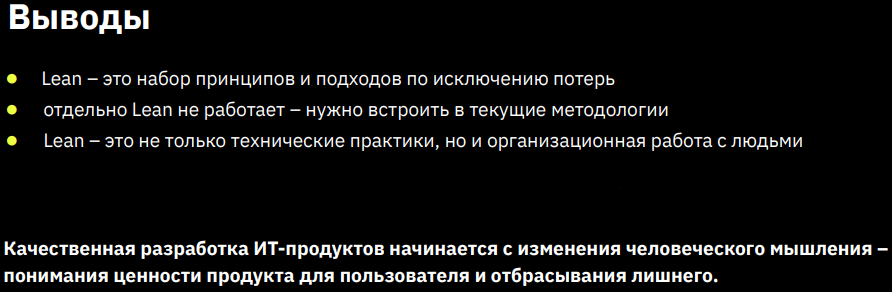 Выводы
Lean – это набор принципов и подходов по исключению потерь
отдельно Lean не работает – нужно встроить в текущие методологии
Lean – это не только технические практики, но и организационная работа с людьми
Качественная разработка ИТ-продуктов начинается с изменения человеческого мышления –
понимания ценности продукта для пользователя и отбрасывания лишнего.